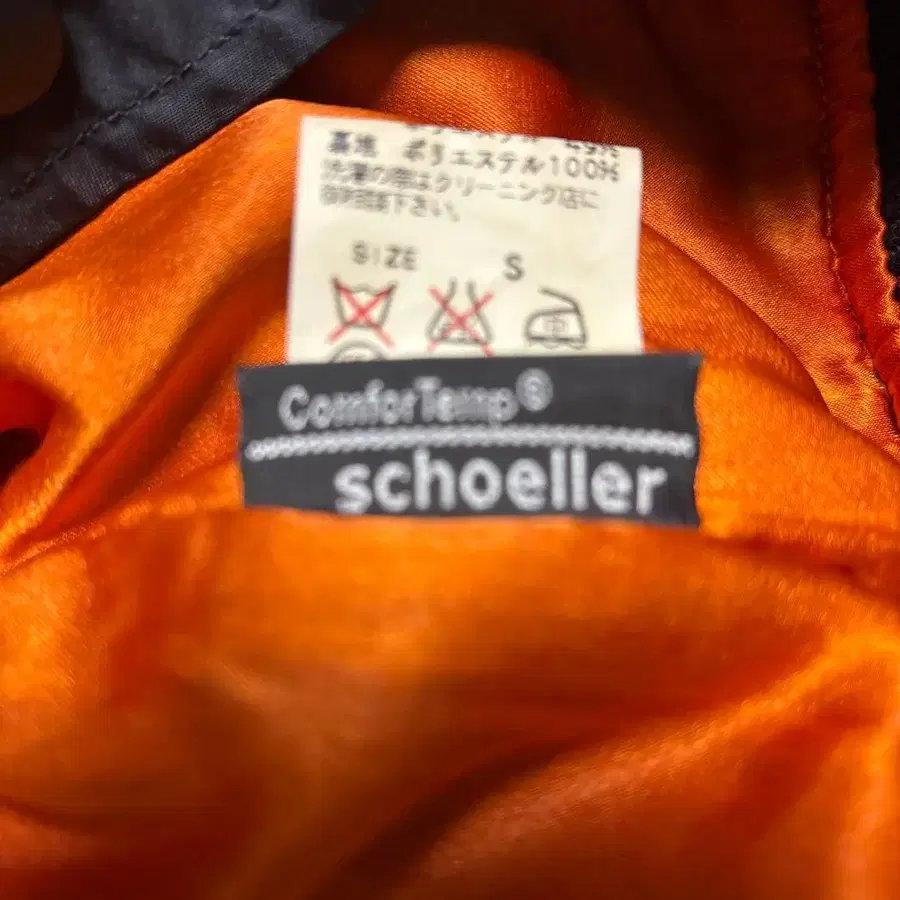 裏地 ポリエステル100%
洗濯の際はクリーニング店に
御相談下さい。
SIZE S
ComforTemp®
schoeller